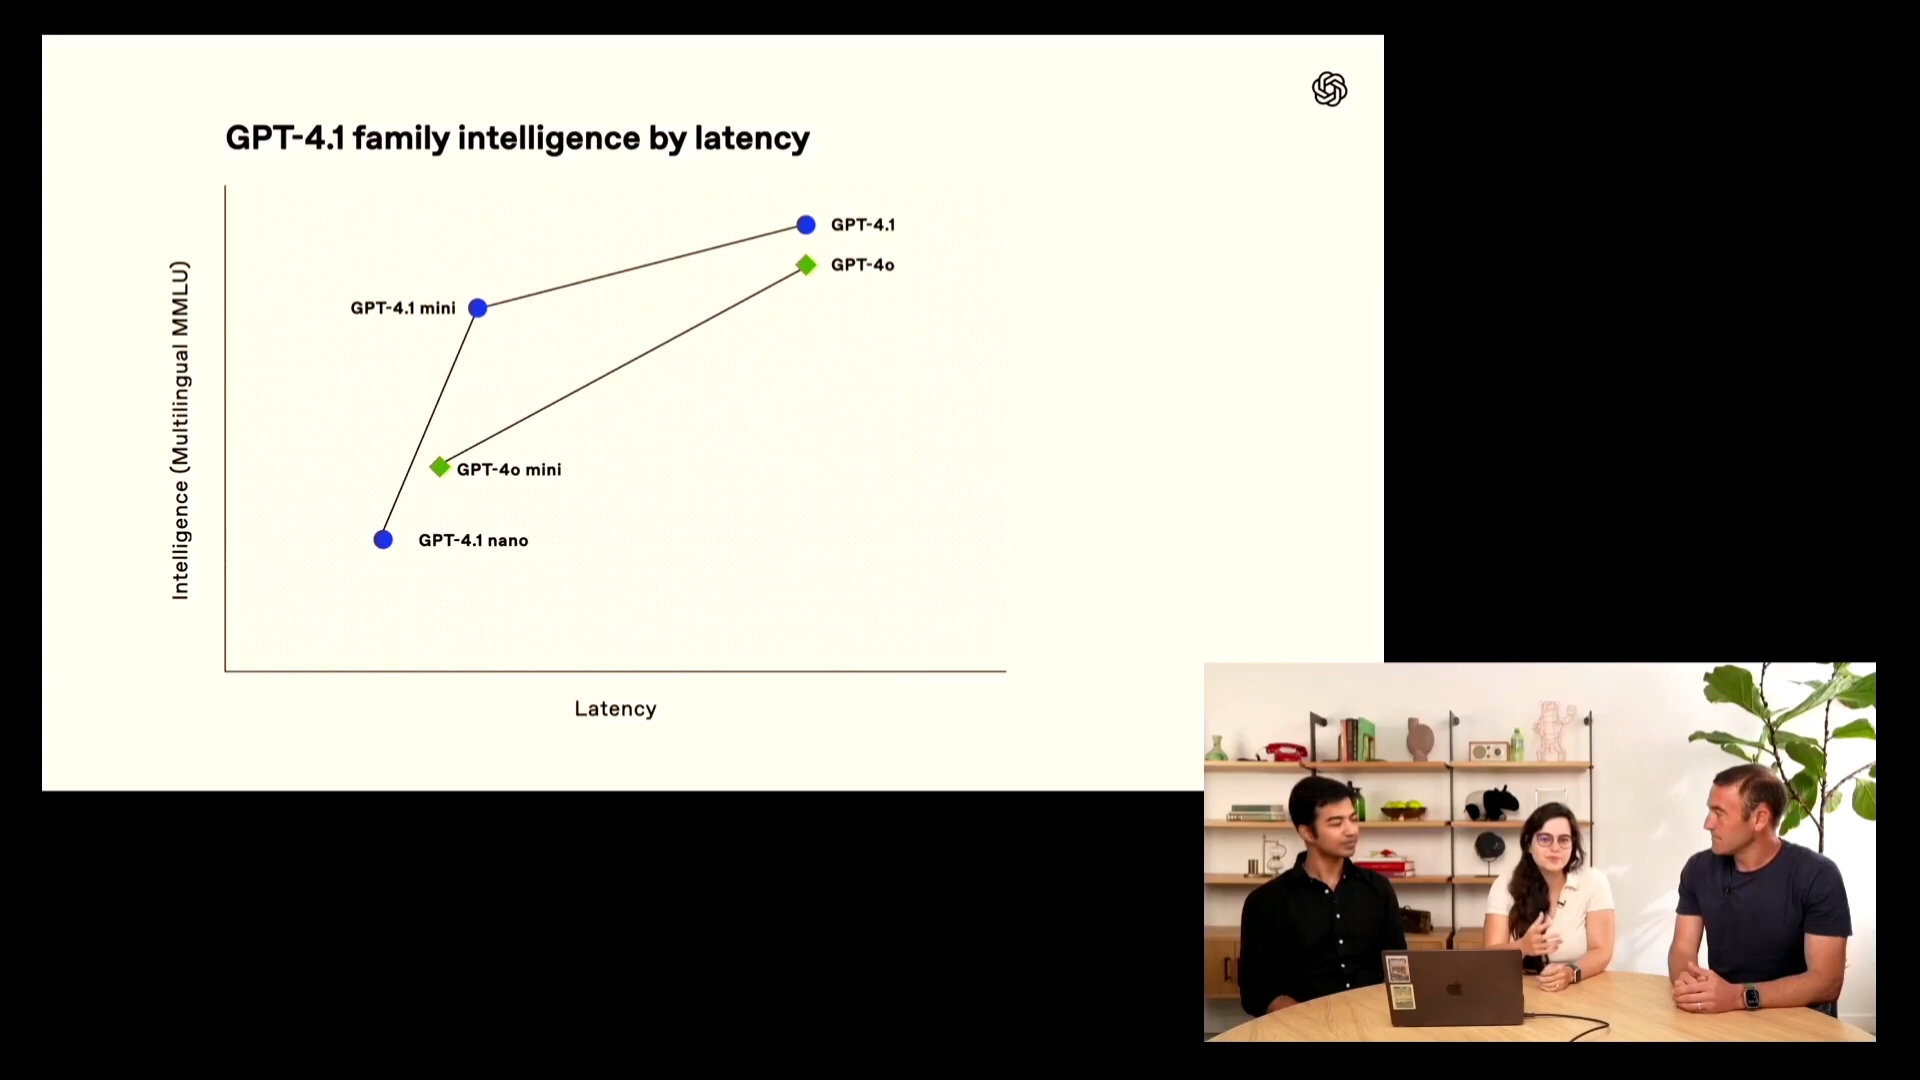 GPT-4.1 family intelligence by latency
GPT-4.1
GPT-4o
GPT-4.1 mini
GPT-4o mini
GPT-4.1 nano
Intelligence (Multilingual MMLU)
Latency